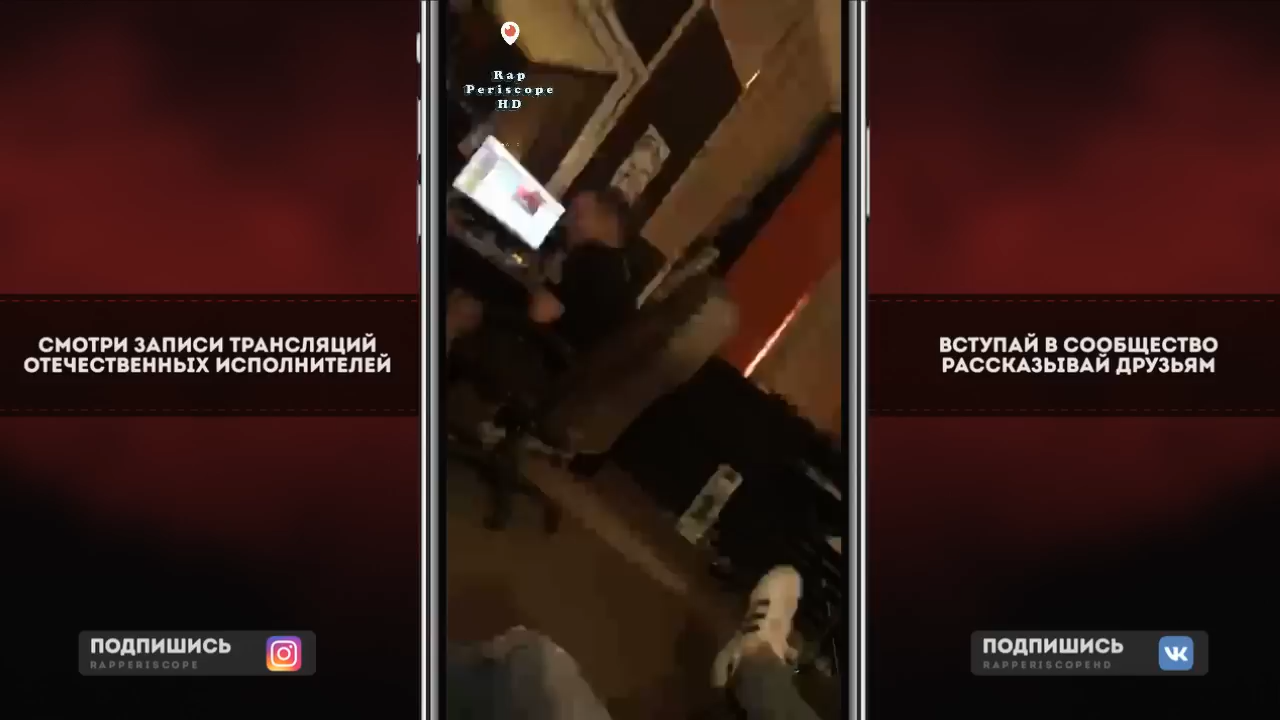 Rap
Periscope
HD
СМОТРИ ЗАПИСИ ТРАНСЛЯЦИЙ
ОТЕЧЕСТВЕННЫХ ИСПОЛНИТЕЛЕЙ
ВСТУПАЙ В СООБЩЕСТВО
РАССКАЗЫВАЙ ДРУЗЬЯМ
ПОДПИШИСЬ
RAPPERISCOPE
ПОДПИШИСЬ
RAPPERISCOPEHD